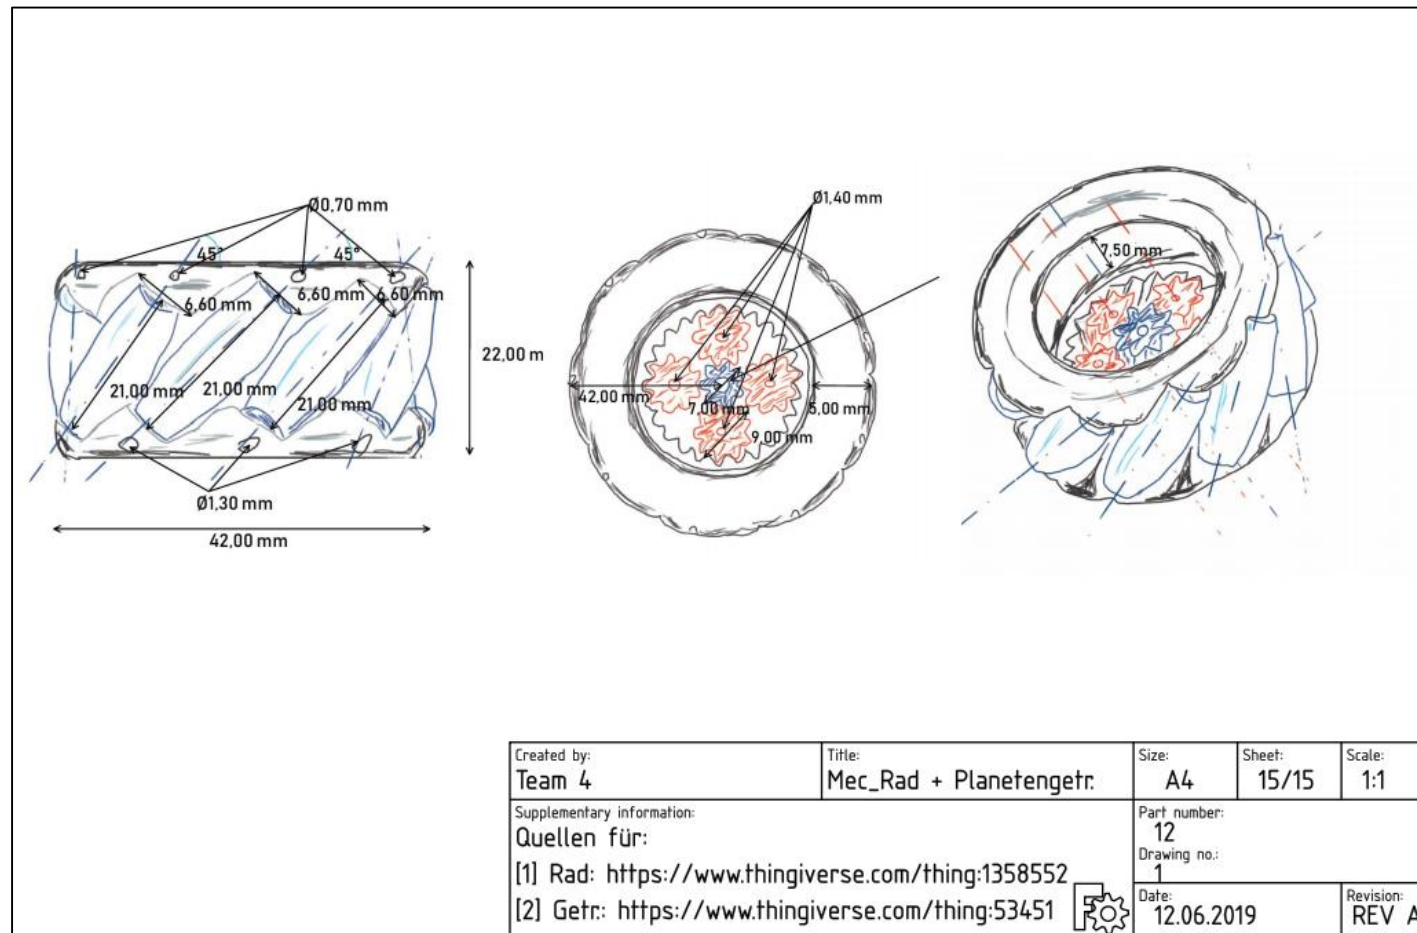 Ø0,70 mm
45°
45°
6,60 mm
6,60 mm
6,60 mm
21,00 mm
21,00 mm
21,00 mm
22,00 m
Ø1,30 mm
42,00 mm
Ø1,40 mm
42,00 mm
7,00 mm
5,00 mm
9,00 mm
7,50 mm
Created by:
Team 4
Title:
Mec_Rad + Planetengetr.
Size:
A4
Sheet:
15/15
Scale:
1:1
Supplementary information:
Quellen für:
[1] Rad: https://www.thingiverse.com/thing:1358552
[2] Getr.: https://www.thingiverse.com/thing:53451
Part number:
12
Drawing no.:
1
Date:
12.06.2019
Revision:
REV A